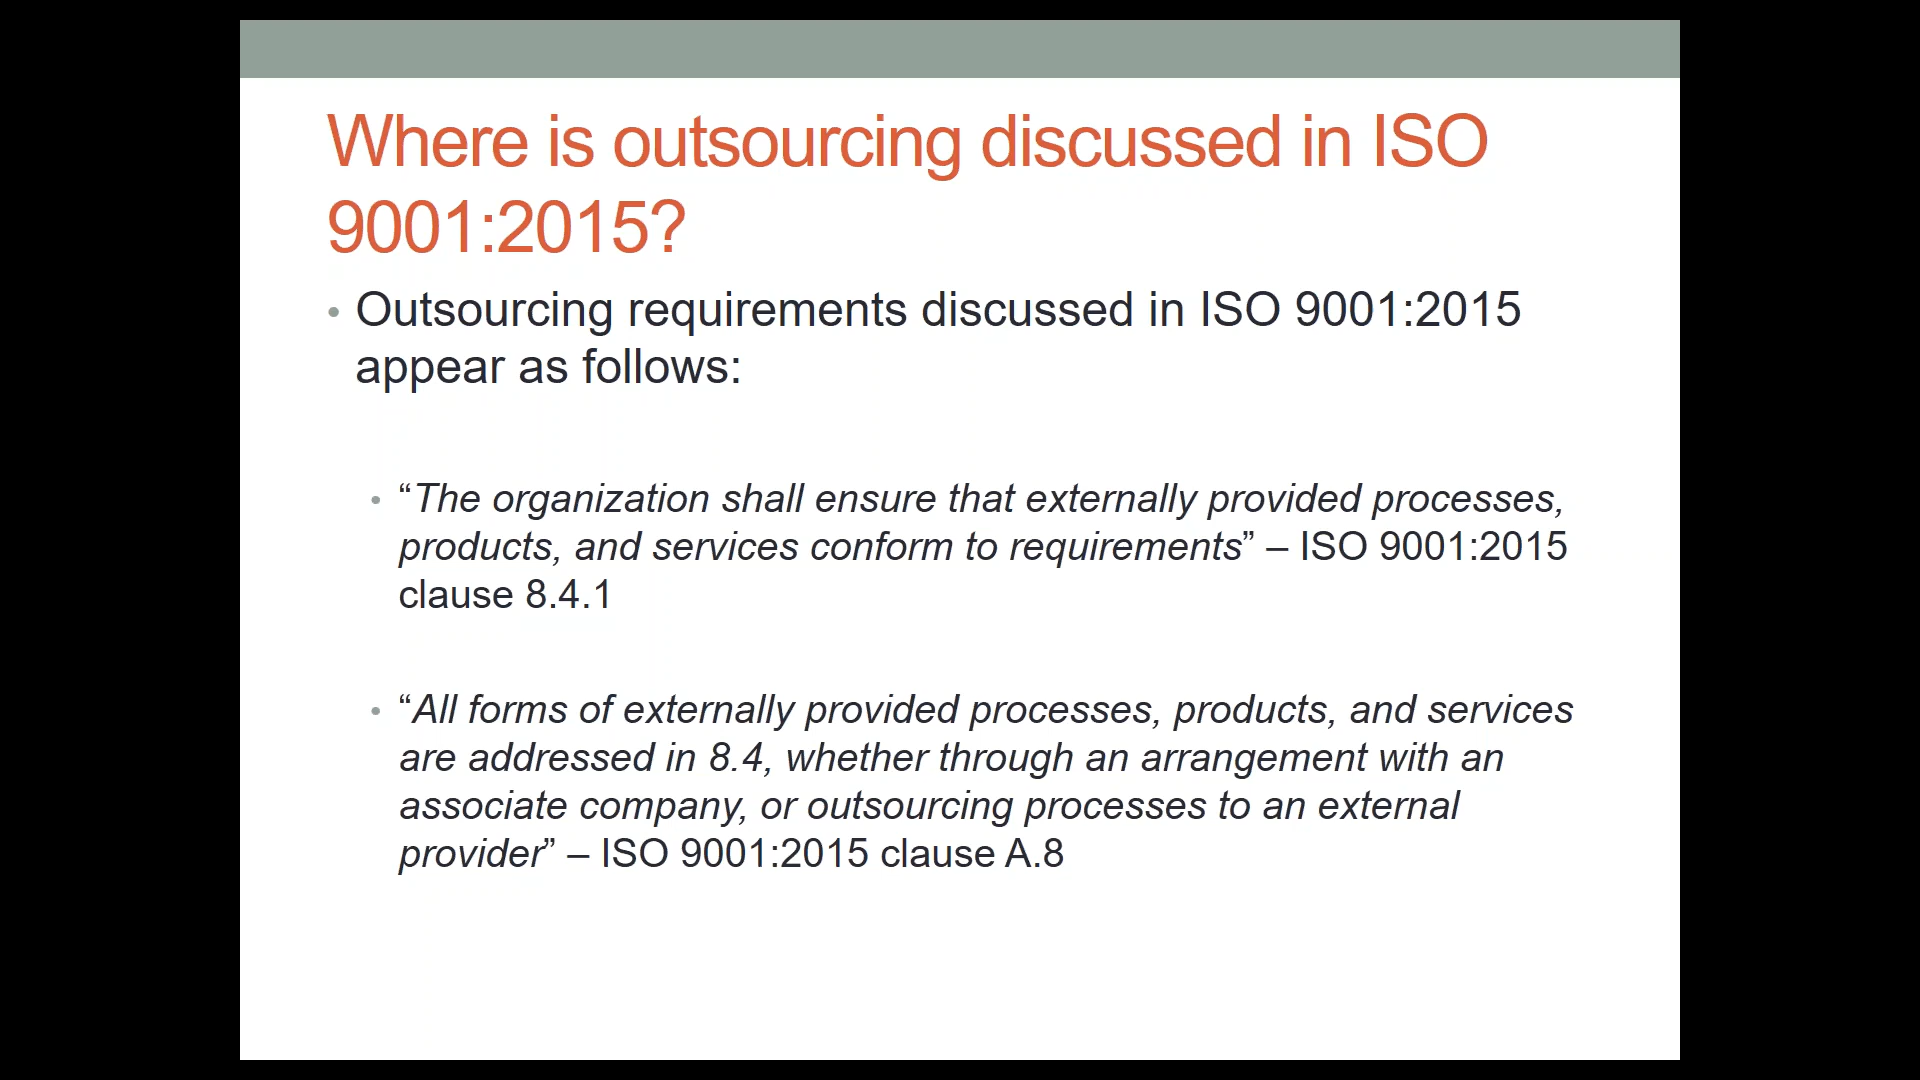 Where is outsourcing discussed in ISO
9001:2015?
• Outsourcing requirements discussed in ISO 9001:2015
appear as follows:
• “The organization shall ensure that externally provided processes,
products, and services conform to requirements” – ISO 9001:2015
clause 8.4.1
• “All forms of externally provided processes, products, and services
are addressed in 8.4, whether through an arrangement with an
associate company, or outsourcing processes to an external
provider” – ISO 9001:2015 clause A.8